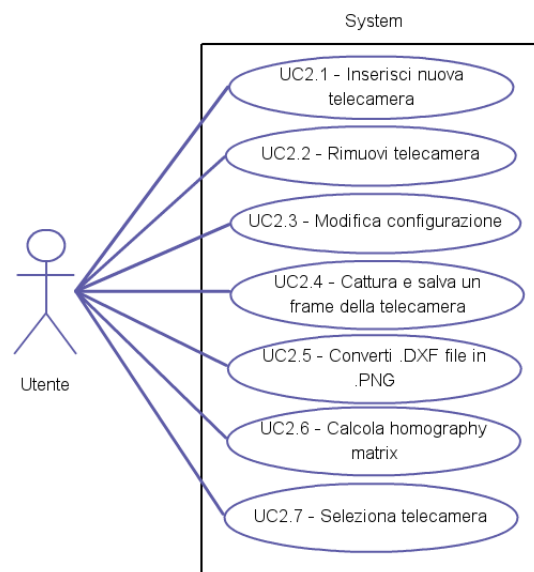 System
UC2.1 - Inserisci nuova
telecamera
UC2.2 - Rimuovi telecamera
UC2.3 - Modifica configurazione
UC2.4 - Cattura e salva un
frame della telecamera
UC2.5 - Converti .DXF file in
.PNG
UC2.6 - Calcola homography
matrix
UC2.7 - Seleziona telecamera
Utente